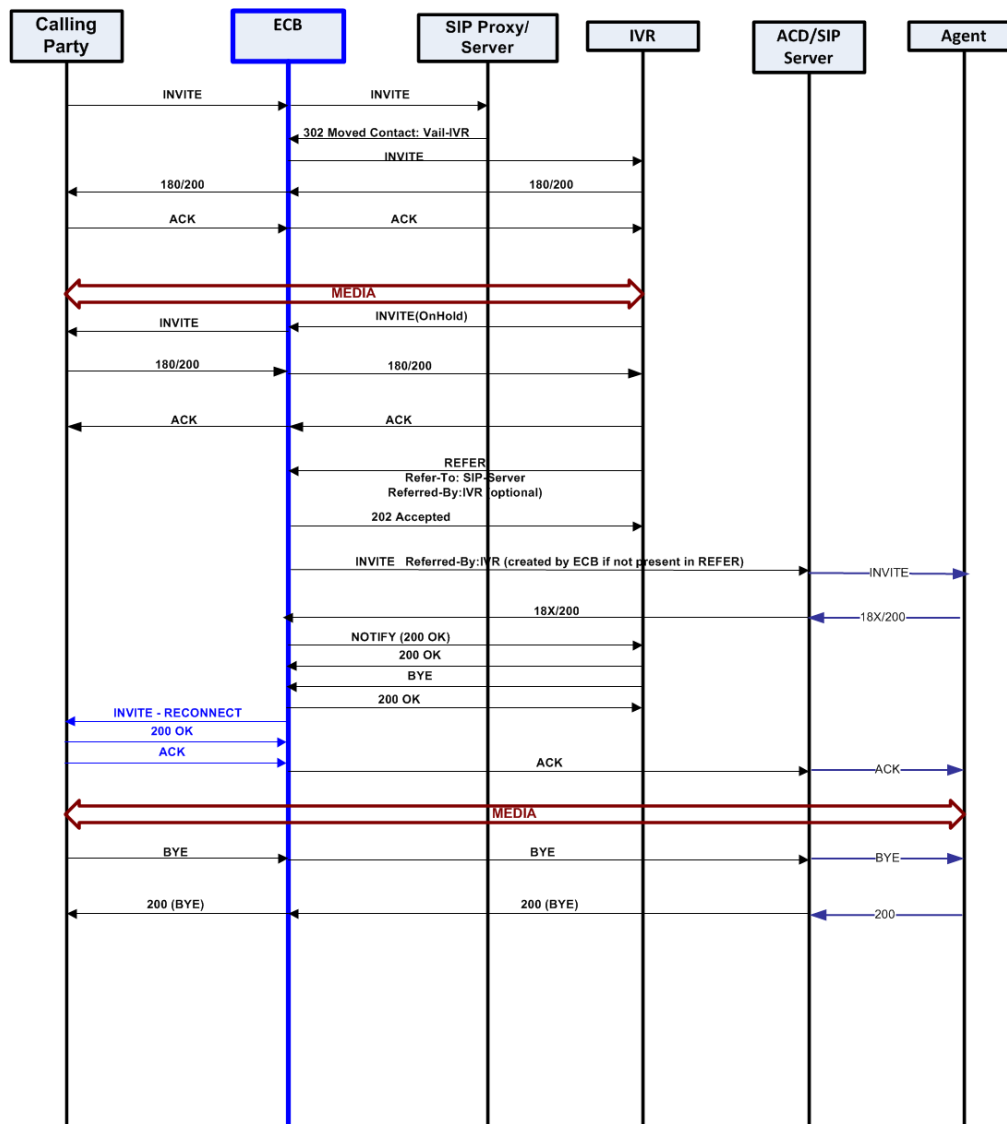 Calling
Party
ECB
SIP Proxy/
Server
IVR
ACD/SIP
Server
Agent
INVITE
INVITE
302 Moved Contact: Vail-IVR
INVITE
180/200
180/200
ACK
ACK
MEDIA
INVITE(OnHold)
INVITE
180/200
180/200
ACK
ACK
REFER
Refer-To: SIP-Server
Referred-By:IVR (optional)
202 Accepted
INVITE Referred-By:IVR (created by ECB if not present in REFER)
INVITE
18X/200
18X/200
NOTIFY (200 OK)
200 OK
BYE
200 OK
INVITE - RECONNECT
200 OK
ACK
ACK
ACK
MEDIA
BYE
BYE
BYE
200 (BYE)
200 (BYE)
200